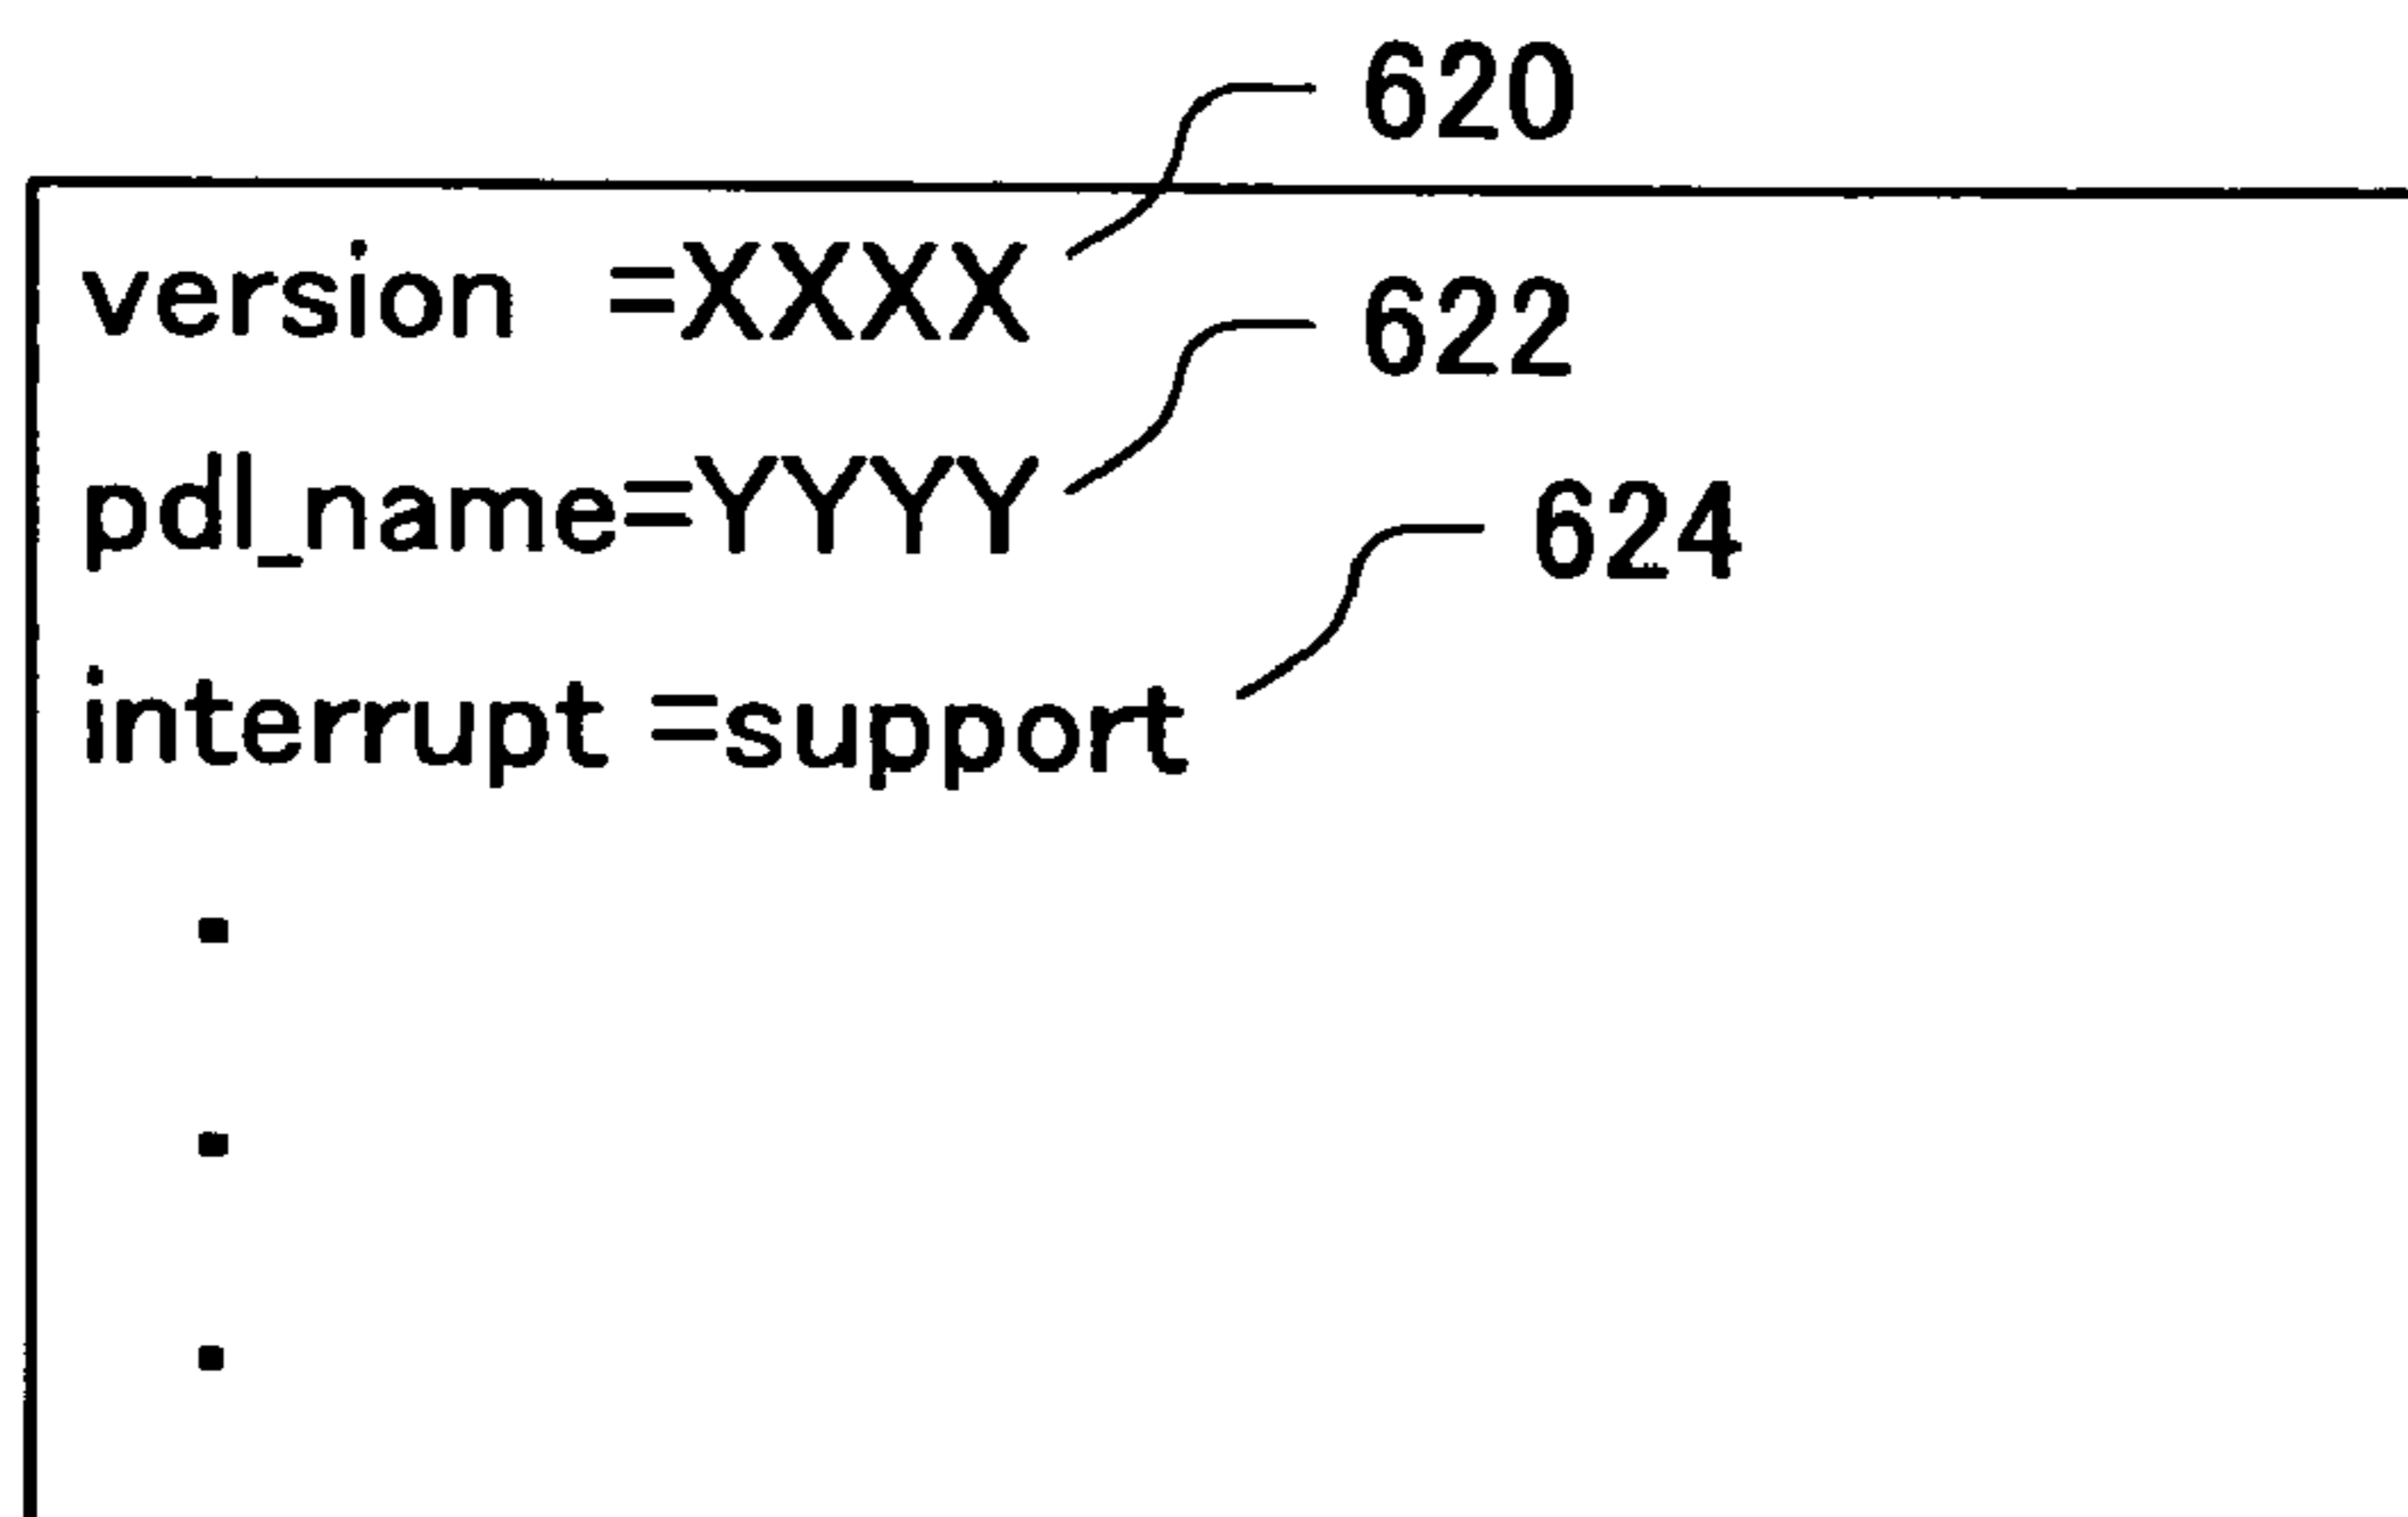 620
version =XXXX
622
pdl_name=YYYY
624
interrupt =support